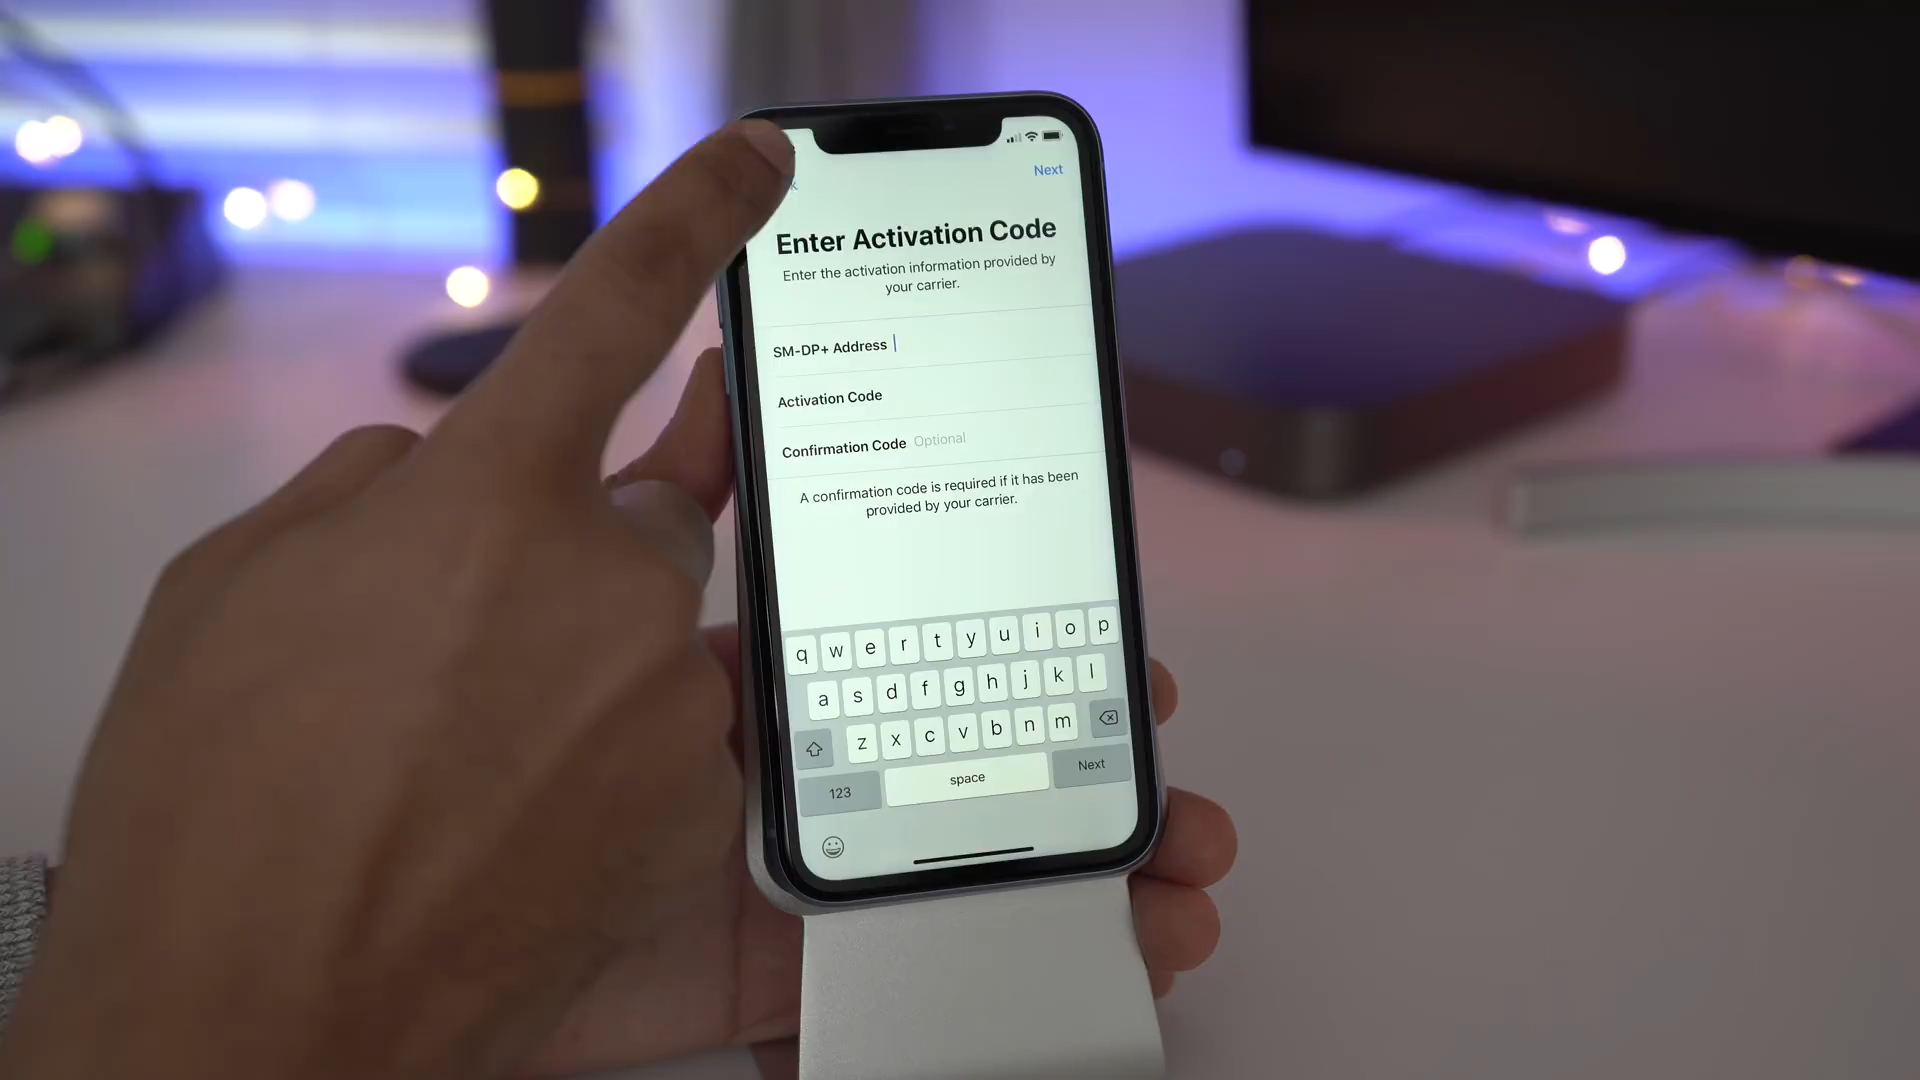 Next
Enter Activation Code
Enter the activation information provided by
your carrier.
SM-DP+ Address
Activation Code
Confirmation Code Optional
A confirmation code is required if it has been
provided by your carrier.
q w e r t y u i o p
a s d f g h j k l
z x c v b n m
123 space Next